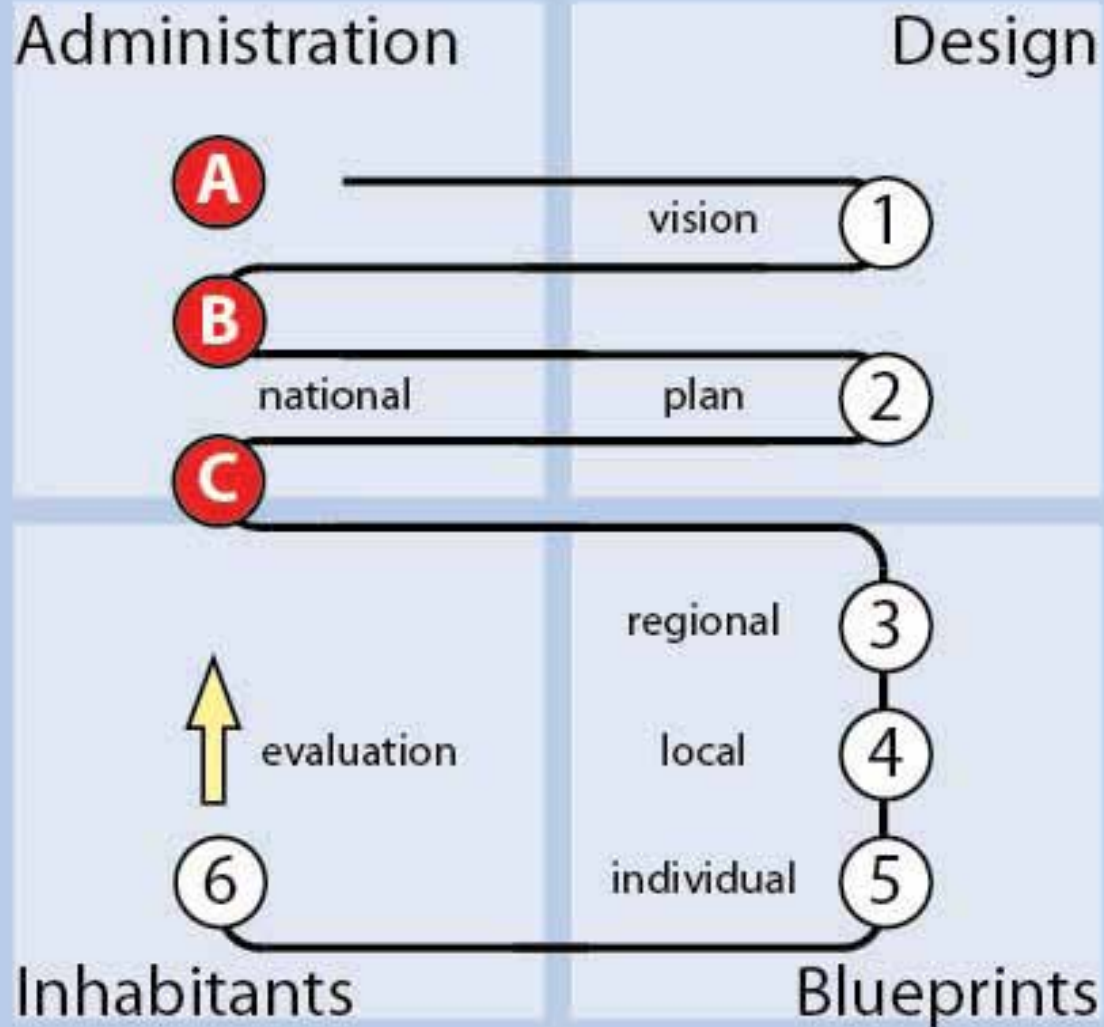 Administration
Design
A
vision
1
B
national
plan
2
C
regional
3
evaluation
local
4
6
individual
5
Inhabitants
Blueprints